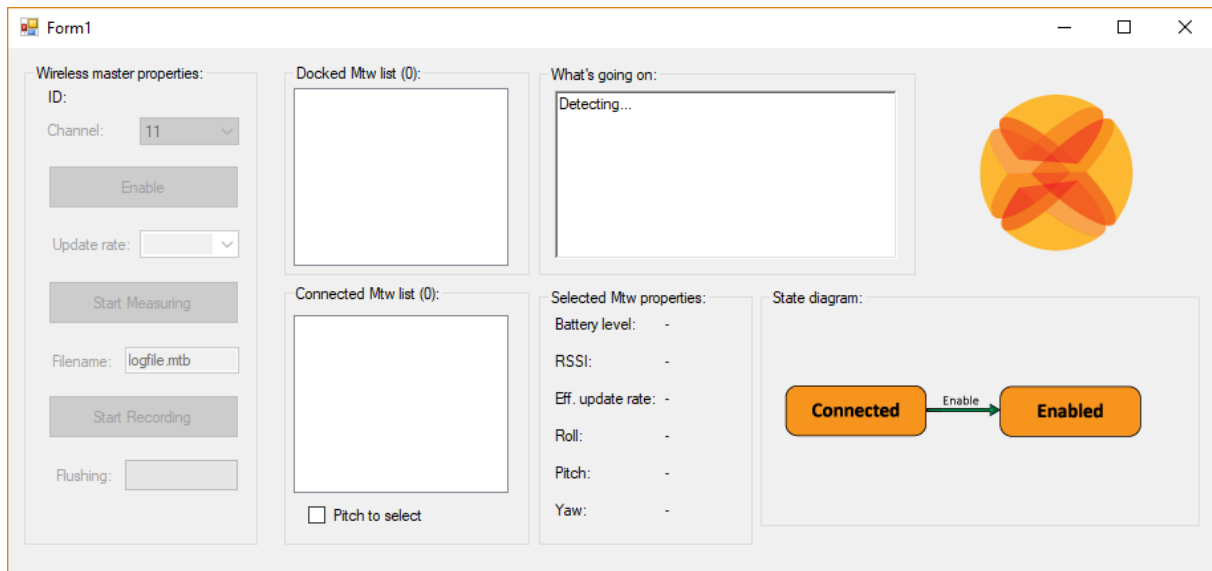 Form1
Wireless master properties:
ID:
Channel: 11
Enable
Update rate:
Start Measuring
Filename: logfile.mtb
Start Recording
Flushing:
Docked Mtw list (0):
Connected Mtw list (0):
Pitch to select
What's going on:
Detecting...
Selected Mtw properties:
Battery level: -
RSSI: -
Eff. update rate: -
Roll: -
Pitch: -
Yaw: -
State diagram:
Connected
Enable
Enabled